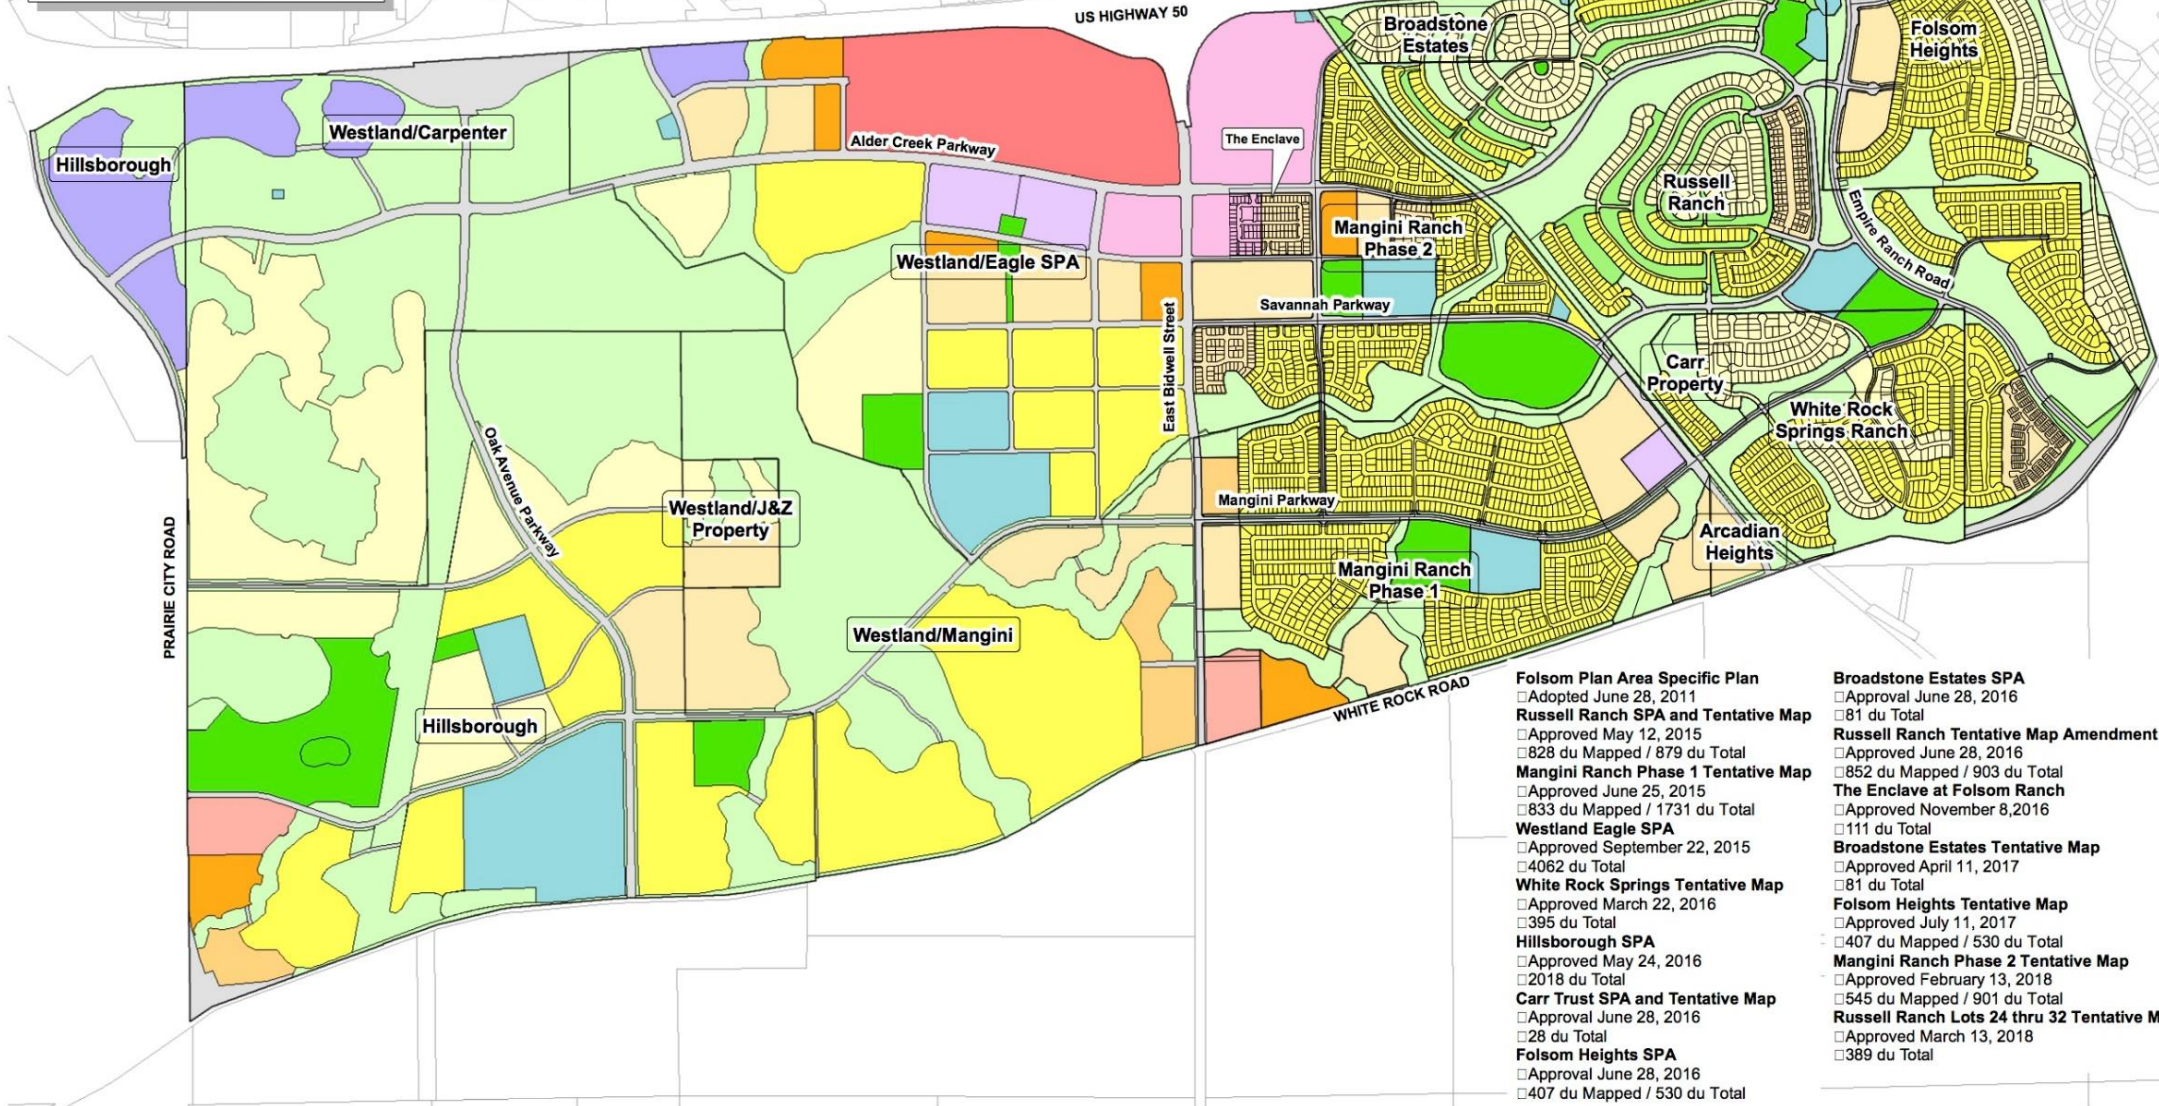 US HIGHWAY 50
Broadstone
Estates
Folsom
Heights
Westland/Carpenter
Hillsborough
Alder Creek Parkway
The Enclave
Russell
Ranch
Mangini Ranch
Phase 2
Empire Ranch Road
Westland/Eagle SPA
Savannah Parkway
East Bidwell Street
Carr
Property
White Rock
Springs Ranch
Oak Avenue Parkway
Westland/J&Z
Property
Mangini Parkway
PRAIRIE CITY ROAD
Arcadian
Heights
Mangini Ranch
Phase 1
Westland/Mangini
Hillsborough
WHITE ROCK ROAD
Folsom Plan Area Specific Plan
□Adopted June 28, 2011
Russell Ranch SPA and Tentative Map
□Approved May 12, 2015
□828 du Mapped / 879 du Total
Mangini Ranch Phase 1 Tentative Map
□Approved June 25, 2015
□833 du Mapped / 1731 du Total
Westland Eagle SPA
□Approved September 22, 2015
□4062 du Total
White Rock Springs Tentative Map
□Approved March 22, 2016
□395 du Total
Hillsborough SPA
□Approved May 24, 2016
□2018 du Total
Carr Trust SPA and Tentative Map
□Approval June 28, 2016
□28 du Total
Folsom Heights SPA
□Approval June 28, 2016
□407 du Mapped / 530 du Total
Broadstone Estates SPA
□Approval June 28, 2016
□81 du Total
Russell Ranch Tentative Map Amendment
□Approved June 28, 2016
□852 du Mapped / 903 du Total
The Enclave at Folsom Ranch
□Approved November 8,2016
□111 du Total
Broadstone Estates Tentative Map
□Approved April 11, 2017
□81 du Total
Folsom Heights Tentative Map
□Approved July 11, 2017
□407 du Mapped / 530 du Total
Mangini Ranch Phase 2 Tentative Map
□Approved February 13, 2018
□545 du Mapped / 901 du Total
Russell Ranch Lots 24 thru 32 Tentative M
□Approved March 13, 2018
□389 du Total